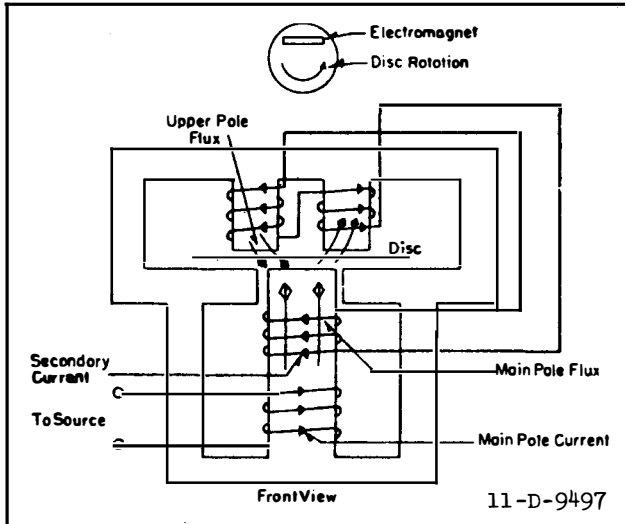 Electromagnet
Disc Rotation
Upper Pole
Flux
Disc
Secondary
Current
Main Pole Flux
To Source
Main Pole Current
Front View
11-D-9497